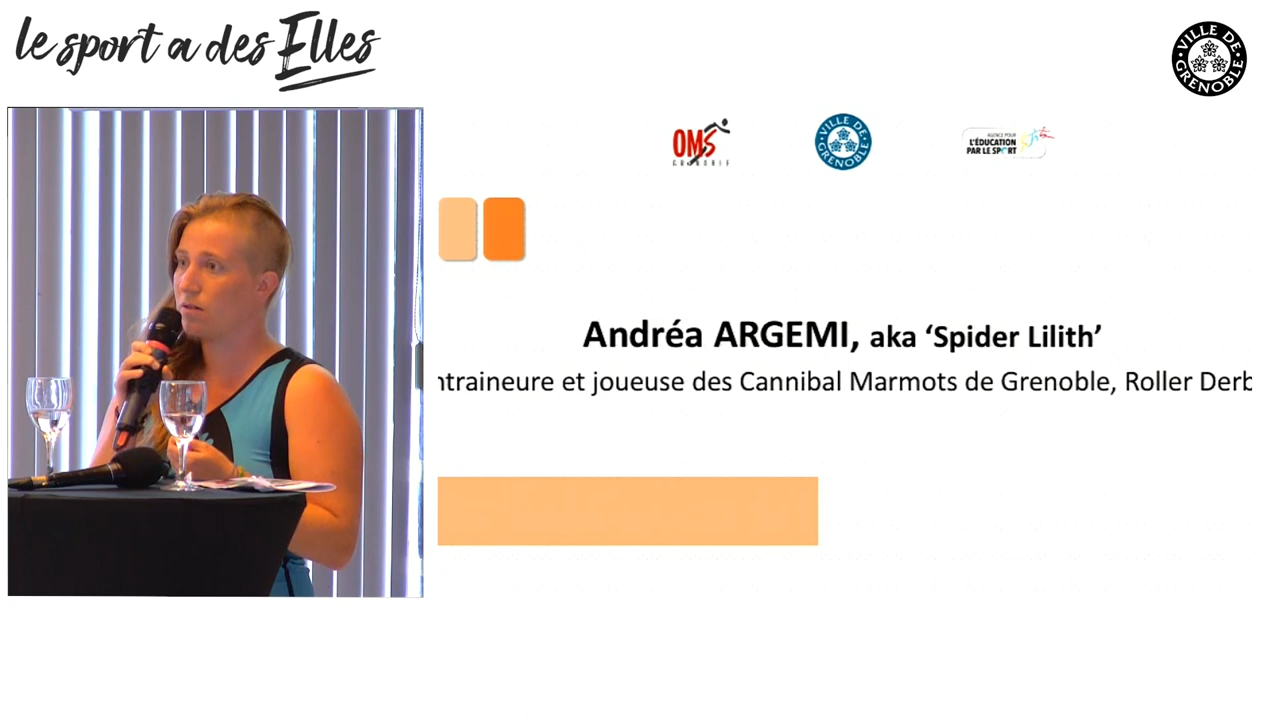 le sport a des Elles
VILLE DE GRENOBLE
OMS
GRENOBLE
VILLE DE GRENOBLE
AGENCE POUR
L'ÉDUCATION
PAR LE SPORT
Andréa ARGEMI, aka ‘Spider Lilith’
ntraineure et joueuse des Cannibal Marmots de Grenoble, Roller Derb